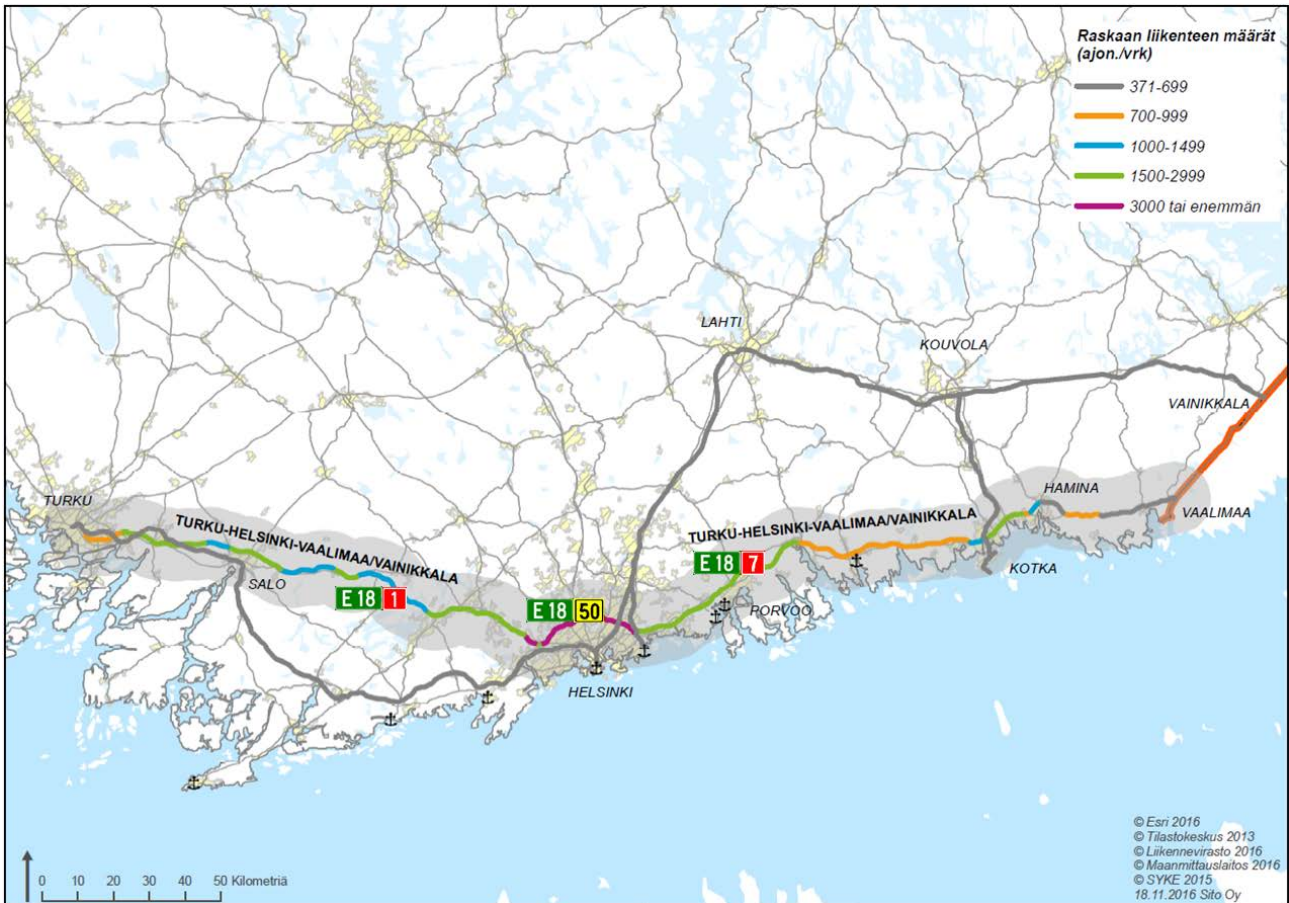 Raskaan liikenteen määrät
(ajon./vrk)
371-699
700-999
1000-1499
1500-2999
3000 tai enemmän
LAHTI
KOUVOLA
VAINIKKALA
TURKU
HAMINA
VAALIMAA
TURKU-HELSINKI-VAALIMAA/VAINIKKALA
TURKU-HELSINKI-VAALIMAA/VAINIKKALA
E 18 7
KOTKA
SALO
E 18 1
E 18 50
PORVOO
HELSINKI
© Esri 2016
© Tilastokeskus 2013
© Liikennevirasto 2016
© Maanmittauslaitos 2016
© SYKE 2015
18.11.2016 Sito Oy
0 10 20 30 40 50 Kilometriä